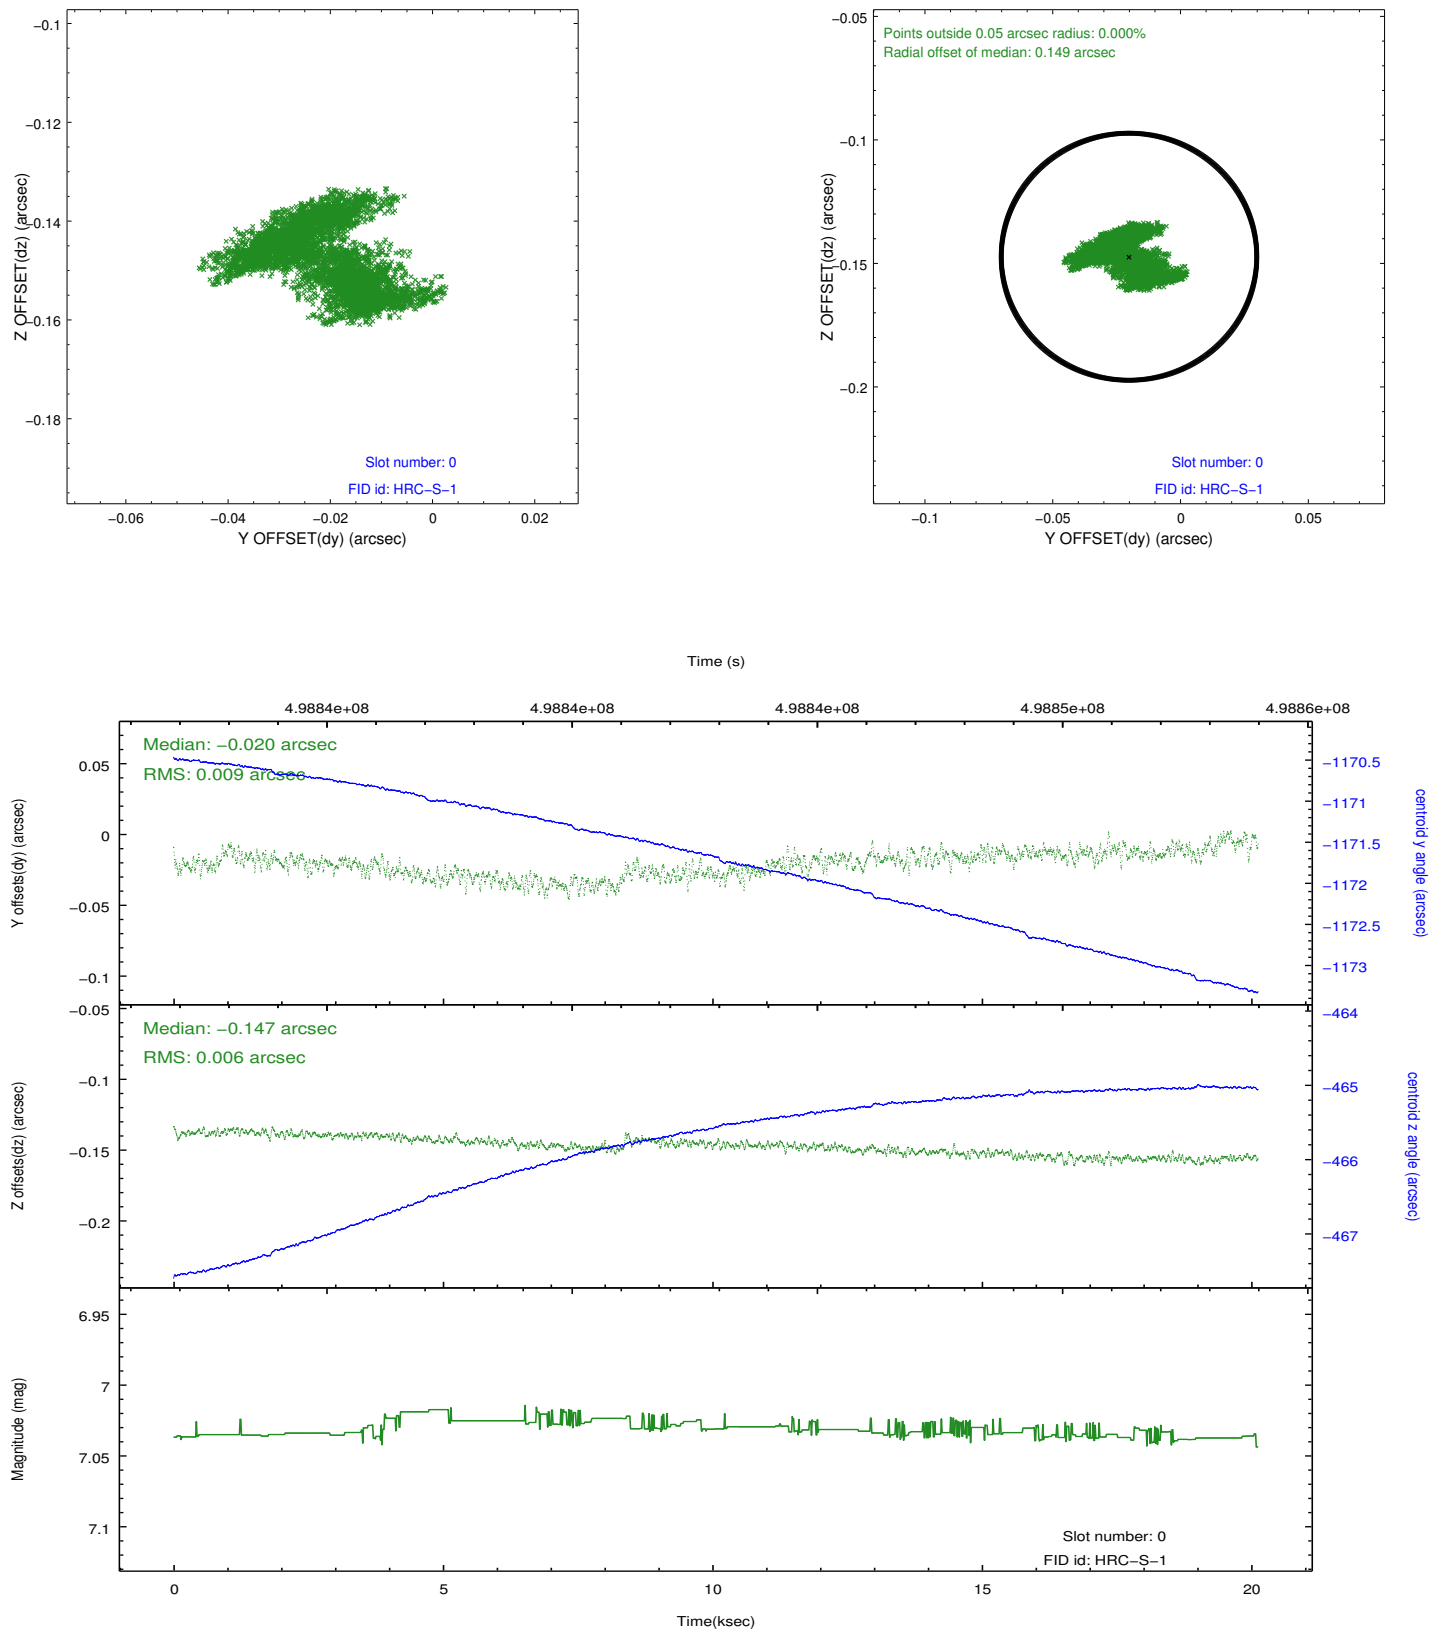 −0.1
−0.12
−0.14
−0.16
−0.18
Z OFFSET(dz) (arcsec)
Slot number: 0
FID id: HRC−S−1
−0.06
−0.04
−0.02
0
0.02
Y OFFSET(dy) (arcsec)
−0.05
−0.1
−0.15
−0.2
Z OFFSET(dz) (arcsec)
Points outside 0.05 arcsec radius: 0.000%
Radial offset of median: 0.149 arcsec
Slot number: 0
FID id: HRC−S−1
−0.1
−0.05
0
0.05
Y OFFSET(dy) (arcsec)
Time (s)
4.9884e+08
4.9884e+08
4.9884e+08
4.9885e+08
4.9886e+08
Median: −0.020 arcsec
RMS: 0.009 arcsec
0.05
0
−0.05
−0.1
Y offsets(dy) (arcsec)
−1170.5
−1171
−1171.5
−1172
−1172.5
−1173
centroid y angle (arcsec)
Median: −0.147 arcsec
RMS: 0.006 arcsec
−0.05
−0.1
−0.15
−0.2
Z offsets(dz) (arcsec)
−464
−465
−466
−467
centroid z angle (arcsec)
6.95
7
7.05
7.1
Magnitude (mag)
Slot number: 0
FID id: HRC−S−1
0
5
10
15
20
Time(ksec)